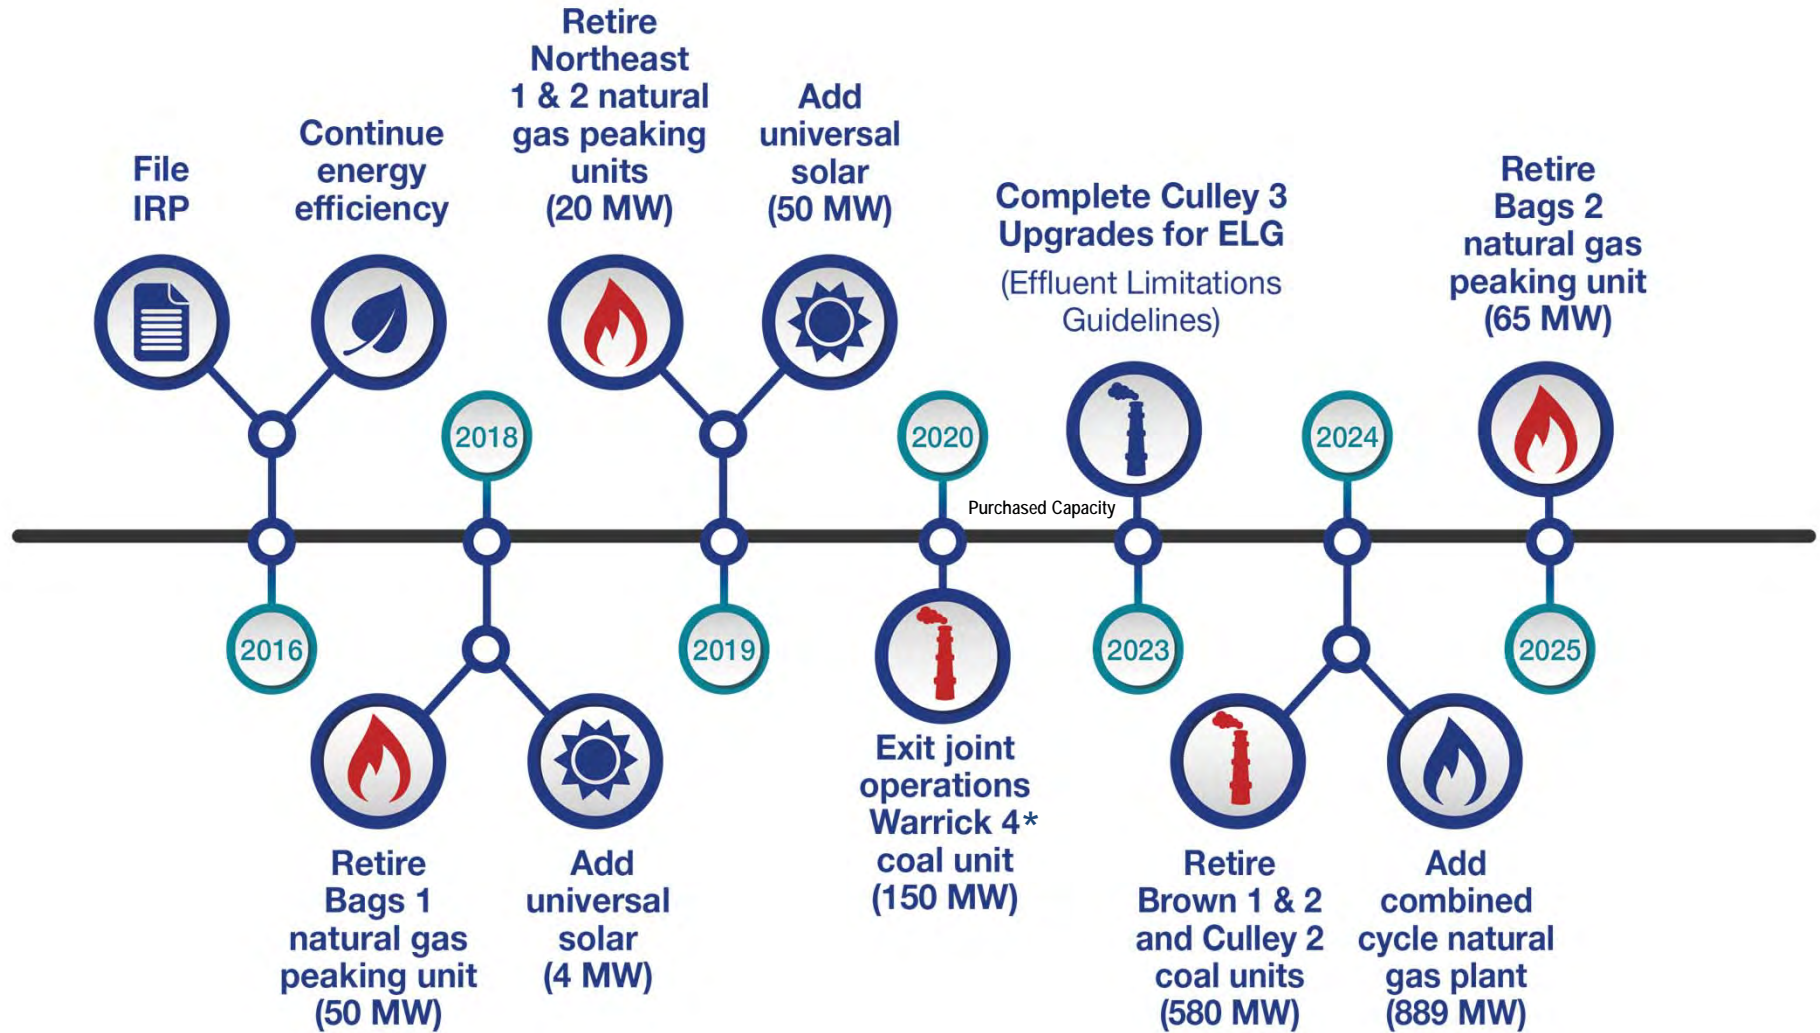 File
IRP
Continue
energy
efficiency
2016
2018
Retire
Bags 1
natural gas
peaking unit
(50 MW)
Add
universal
solar
(4 MW)
Retire
Northeast
1 & 2 natural
gas peaking
units
(20 MW)
Add
universal
solar
(50 MW)
2019
2020
Exit joint
operations
Warrick 4*
coal unit
(150 MW)
Purchased Capacity
Complete Culley 3
Upgrades for ELG
(Effluent Limitations
Guidelines)
2023
2024
Retire
Brown 1 & 2
and Culley 2
coal units
(580 MW)
Add
combined
cycle natural
gas plant
(889 MW)
Retire
Bags 2
natural gas
peaking unit
(65 MW)
2025